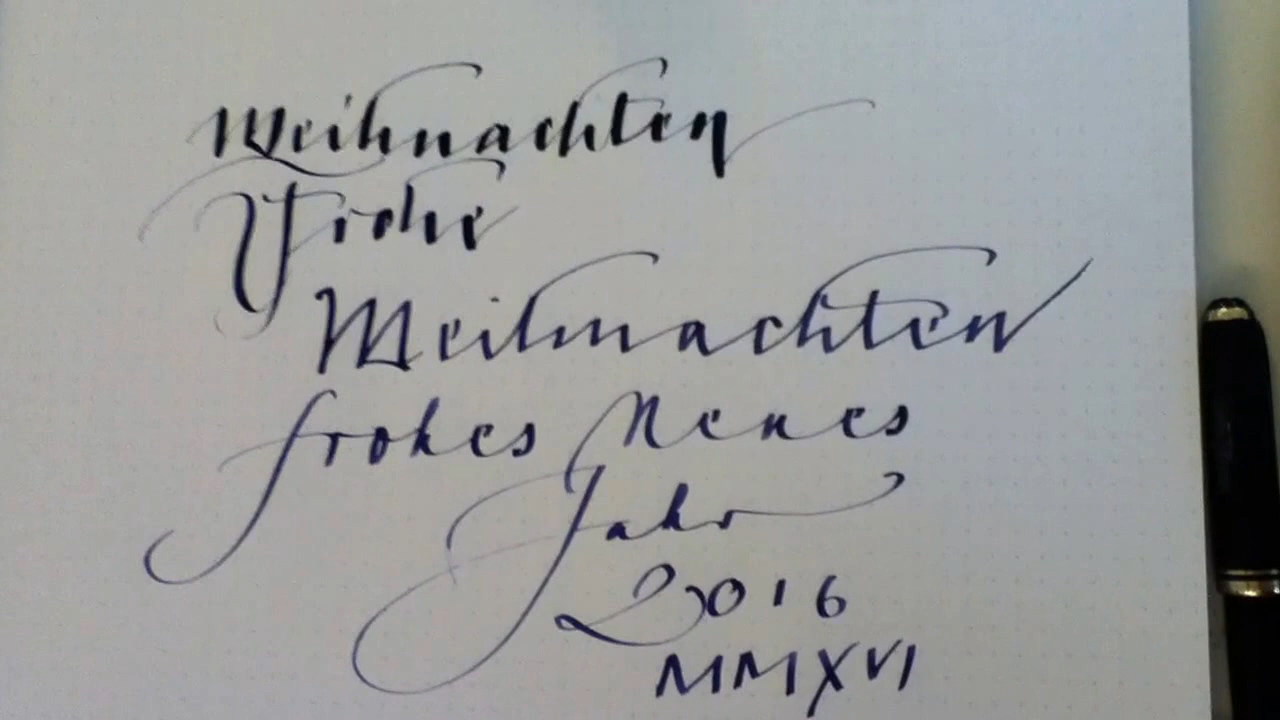 Weihnachten
Frohe
Weihnachten
frohes Neues
Jahr
2016
MMXVI